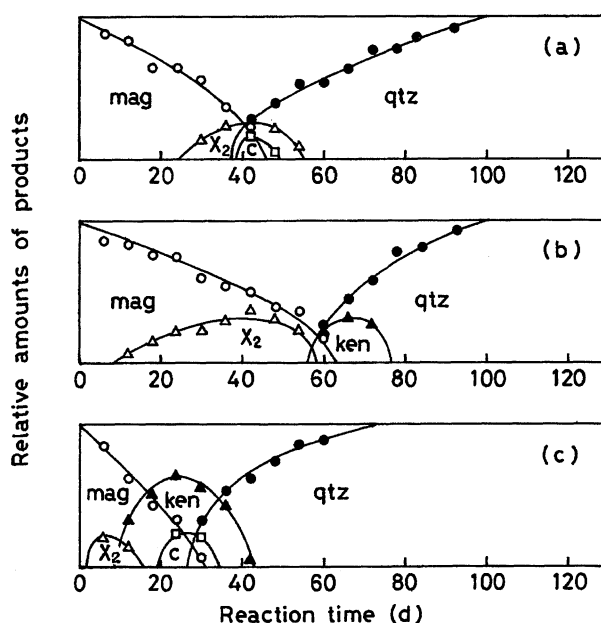 Relative amounts of products
(a)
mag
qtz
X2
c
0 20 40 60 80 100 120
(b)
mag
qtz
X2
ken
0 20 40 60 80 100 120
(c)
mag
ken
qtz
X2
c
0 20 40 60 80 100 120
Reaction time (d)